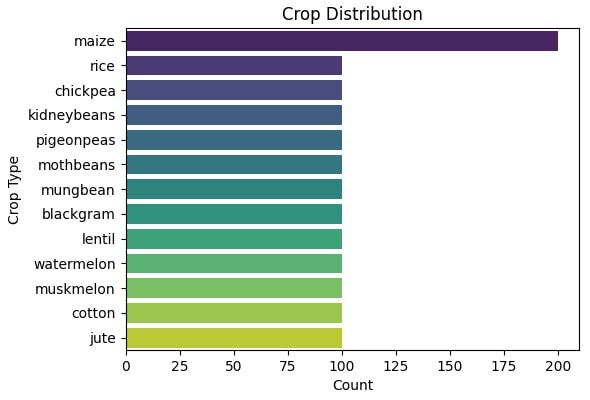 Crop Distribution
maize
rice
chickpea
kidneybeans
pigeonpeas
mothbeans
mungbean
blackgram
lentil
watermelon
muskmelon
cotton
jute
Crop Type
0 25 50 75 100 125 150 175 200
Count